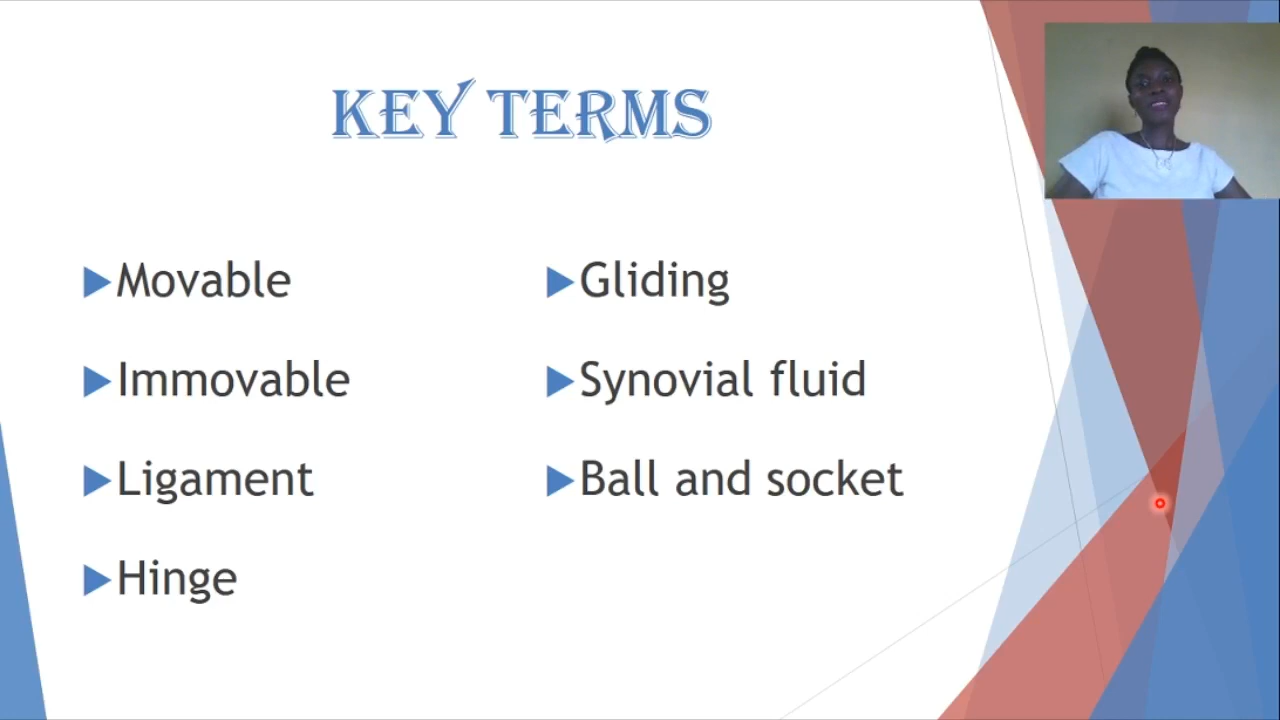 KEY TERMS
Movable
Immovable
Ligament
Hinge
Gliding
Synovial fluid
Ball and socket